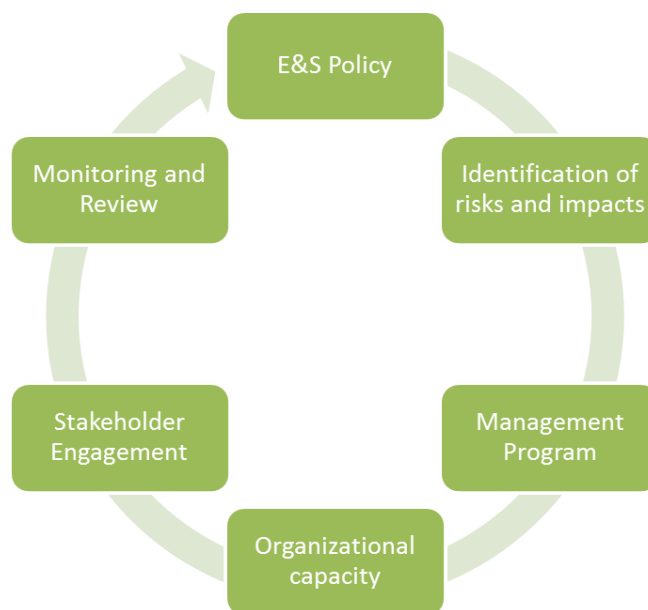 E&S Policy
Identification of
risks and impacts
Management
Program
Organizational
capacity
Stakeholder
Engagement
Monitoring and
Review